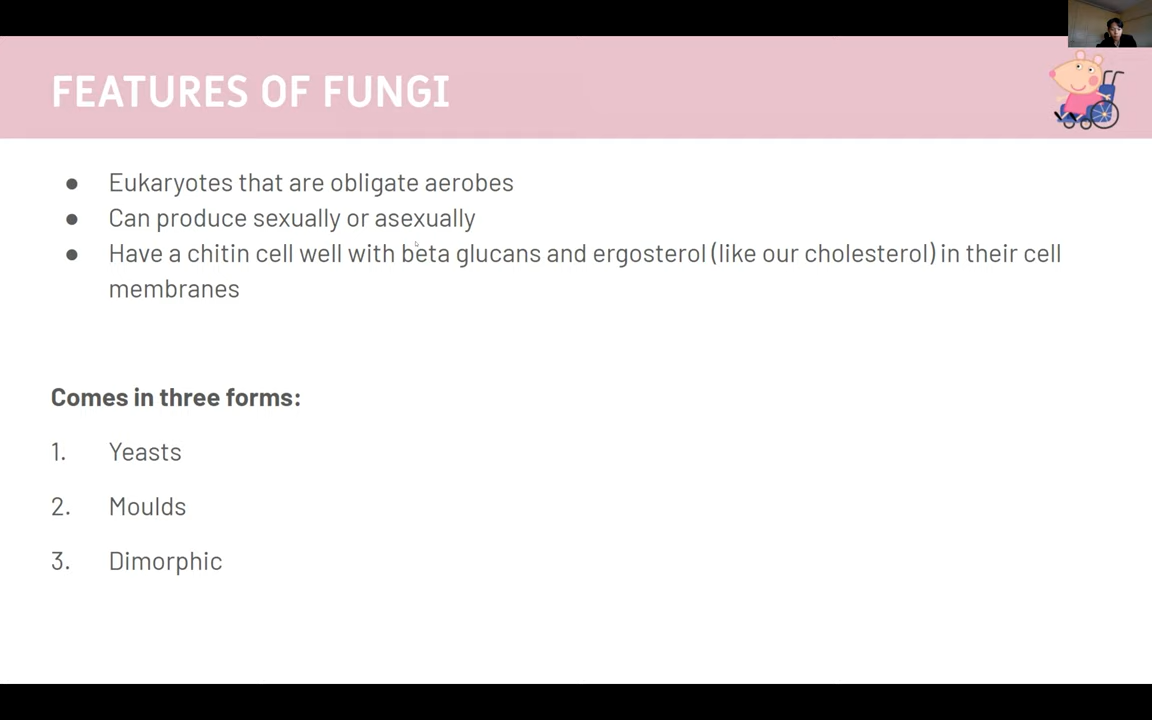 FEATURES OF FUNGI
● Eukaryotes that are obligate aerobes
● Can produce sexually or asexually
● Have a chitin cell well with beta glucans and ergosterol (like our cholesterol) in their cell
membranes
Comes in three forms:
1. Yeasts
2. Moulds
3. Dimorphic